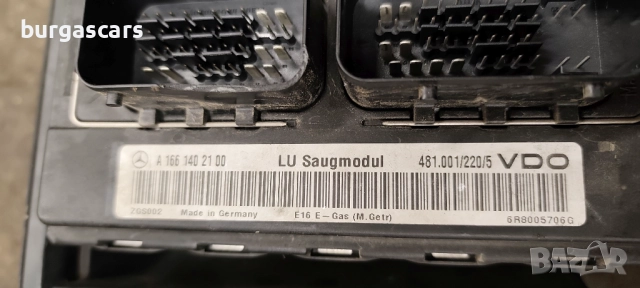 burgascars
A 166 140 21 00 LU Saugmodul 481.001/220/5 VDO
Made in Germany E16 E-Gas (M.Getr) 6R8005706G
BAZAR